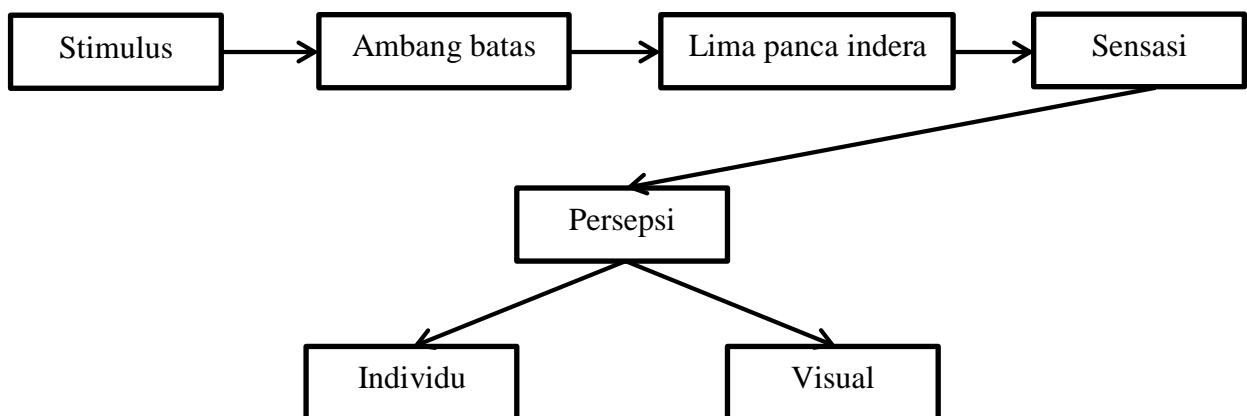 Stimulus
Ambang batas
Lima panca indera
Sensasi
Persepsi
Individu
Visual